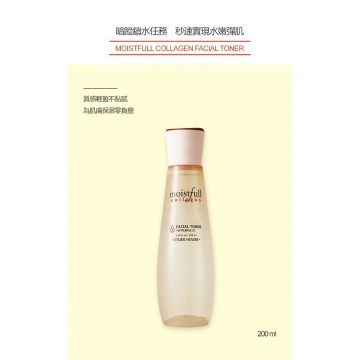 暗膛鎖水任務 秒速實現水嫩彈肌
MOISTFULL COLLAGEN FACIAL TONER
質感輕盈不黏膩
為肌膚保濕零負擔
moistfull
collagen
FACIAL TONER
ETUDE HOUSE
200 ml